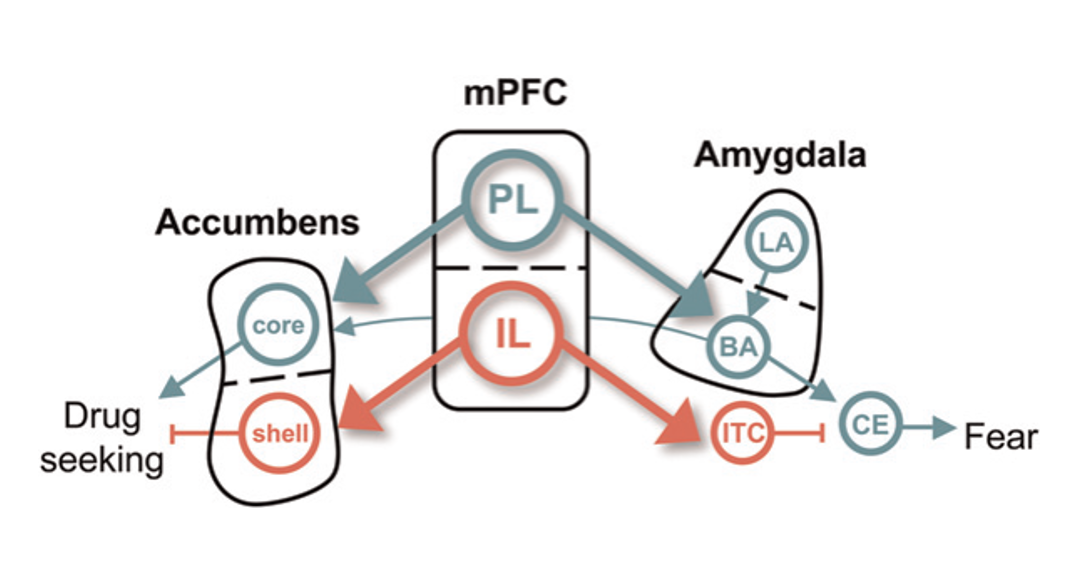 mPFC
Amygdala
Accumbens
PL
LA
core
IL
BA
Drug
seeking
shell
ITC
CE
Fear